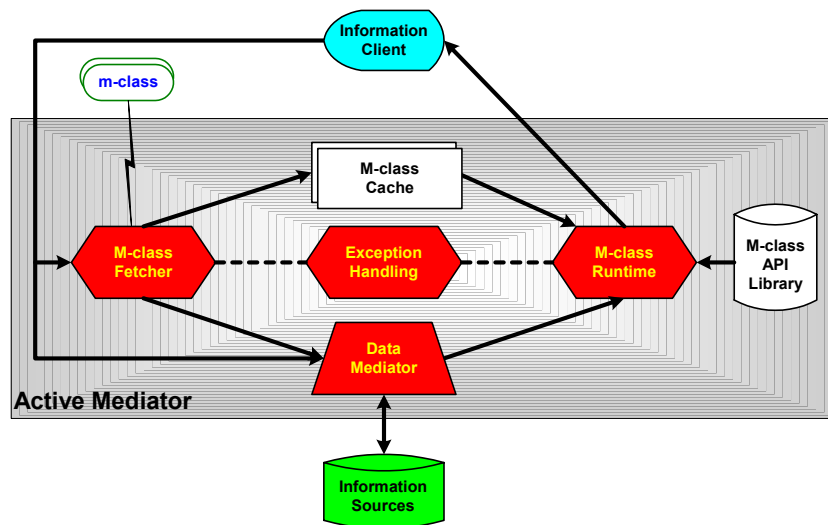 Information
Client
m-class
M-class
Cache
M-class
Fetcher
Exception
Handling
M-class
Runtime
M-class
API
Library
Data
Mediator
Active Mediator
Information
Sources